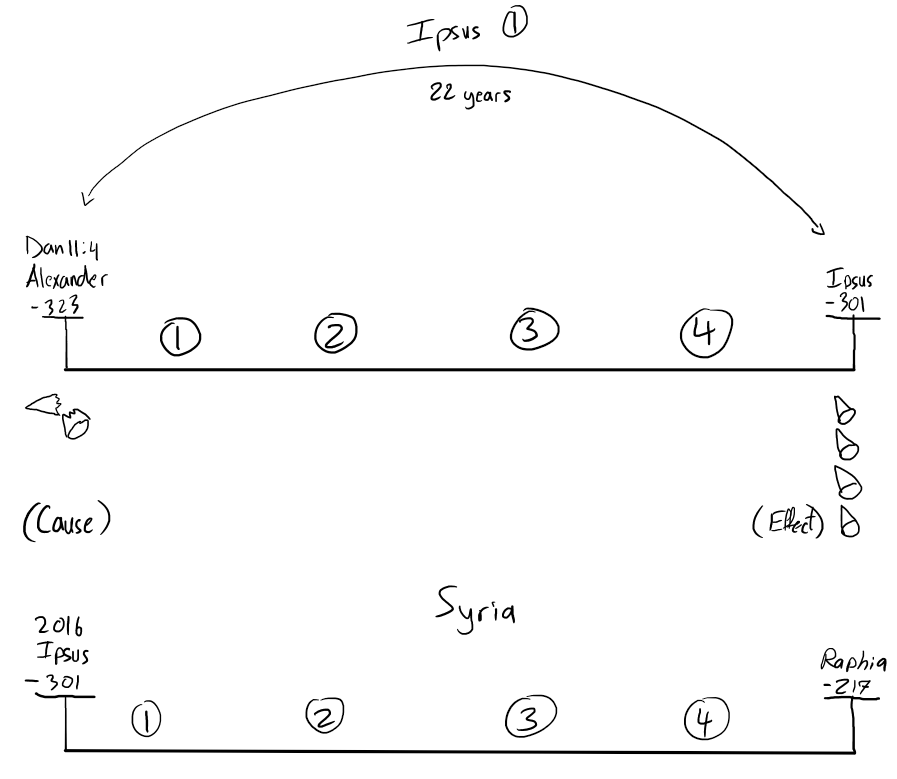 Ipsus ①
22 years
Dan 11:4
Alexander
-323
Ipsus
-301
① ② ③ ④
(Cause)
(Effect)
Syria
2016
Ipsus
-301
Raphia
-217
① ② ③ ④